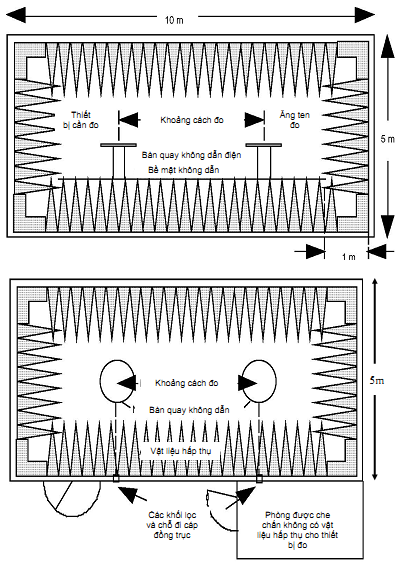 10 m
Thiết
bị cần đo
Khoảng cách đo
Ăng ten
đo
5 m
Bàn quay không dẫn điện
Bề mặt không dẫn
1 m
Khoảng cách đo
5m
Bàn quay không dẫn
Vật liệu hấp thụ
Các khối lọc
và chỗ đi cáp
đồng trục
Phòng được che
chắn không có vật
liệu hấp thụ cho thiết
bị đo